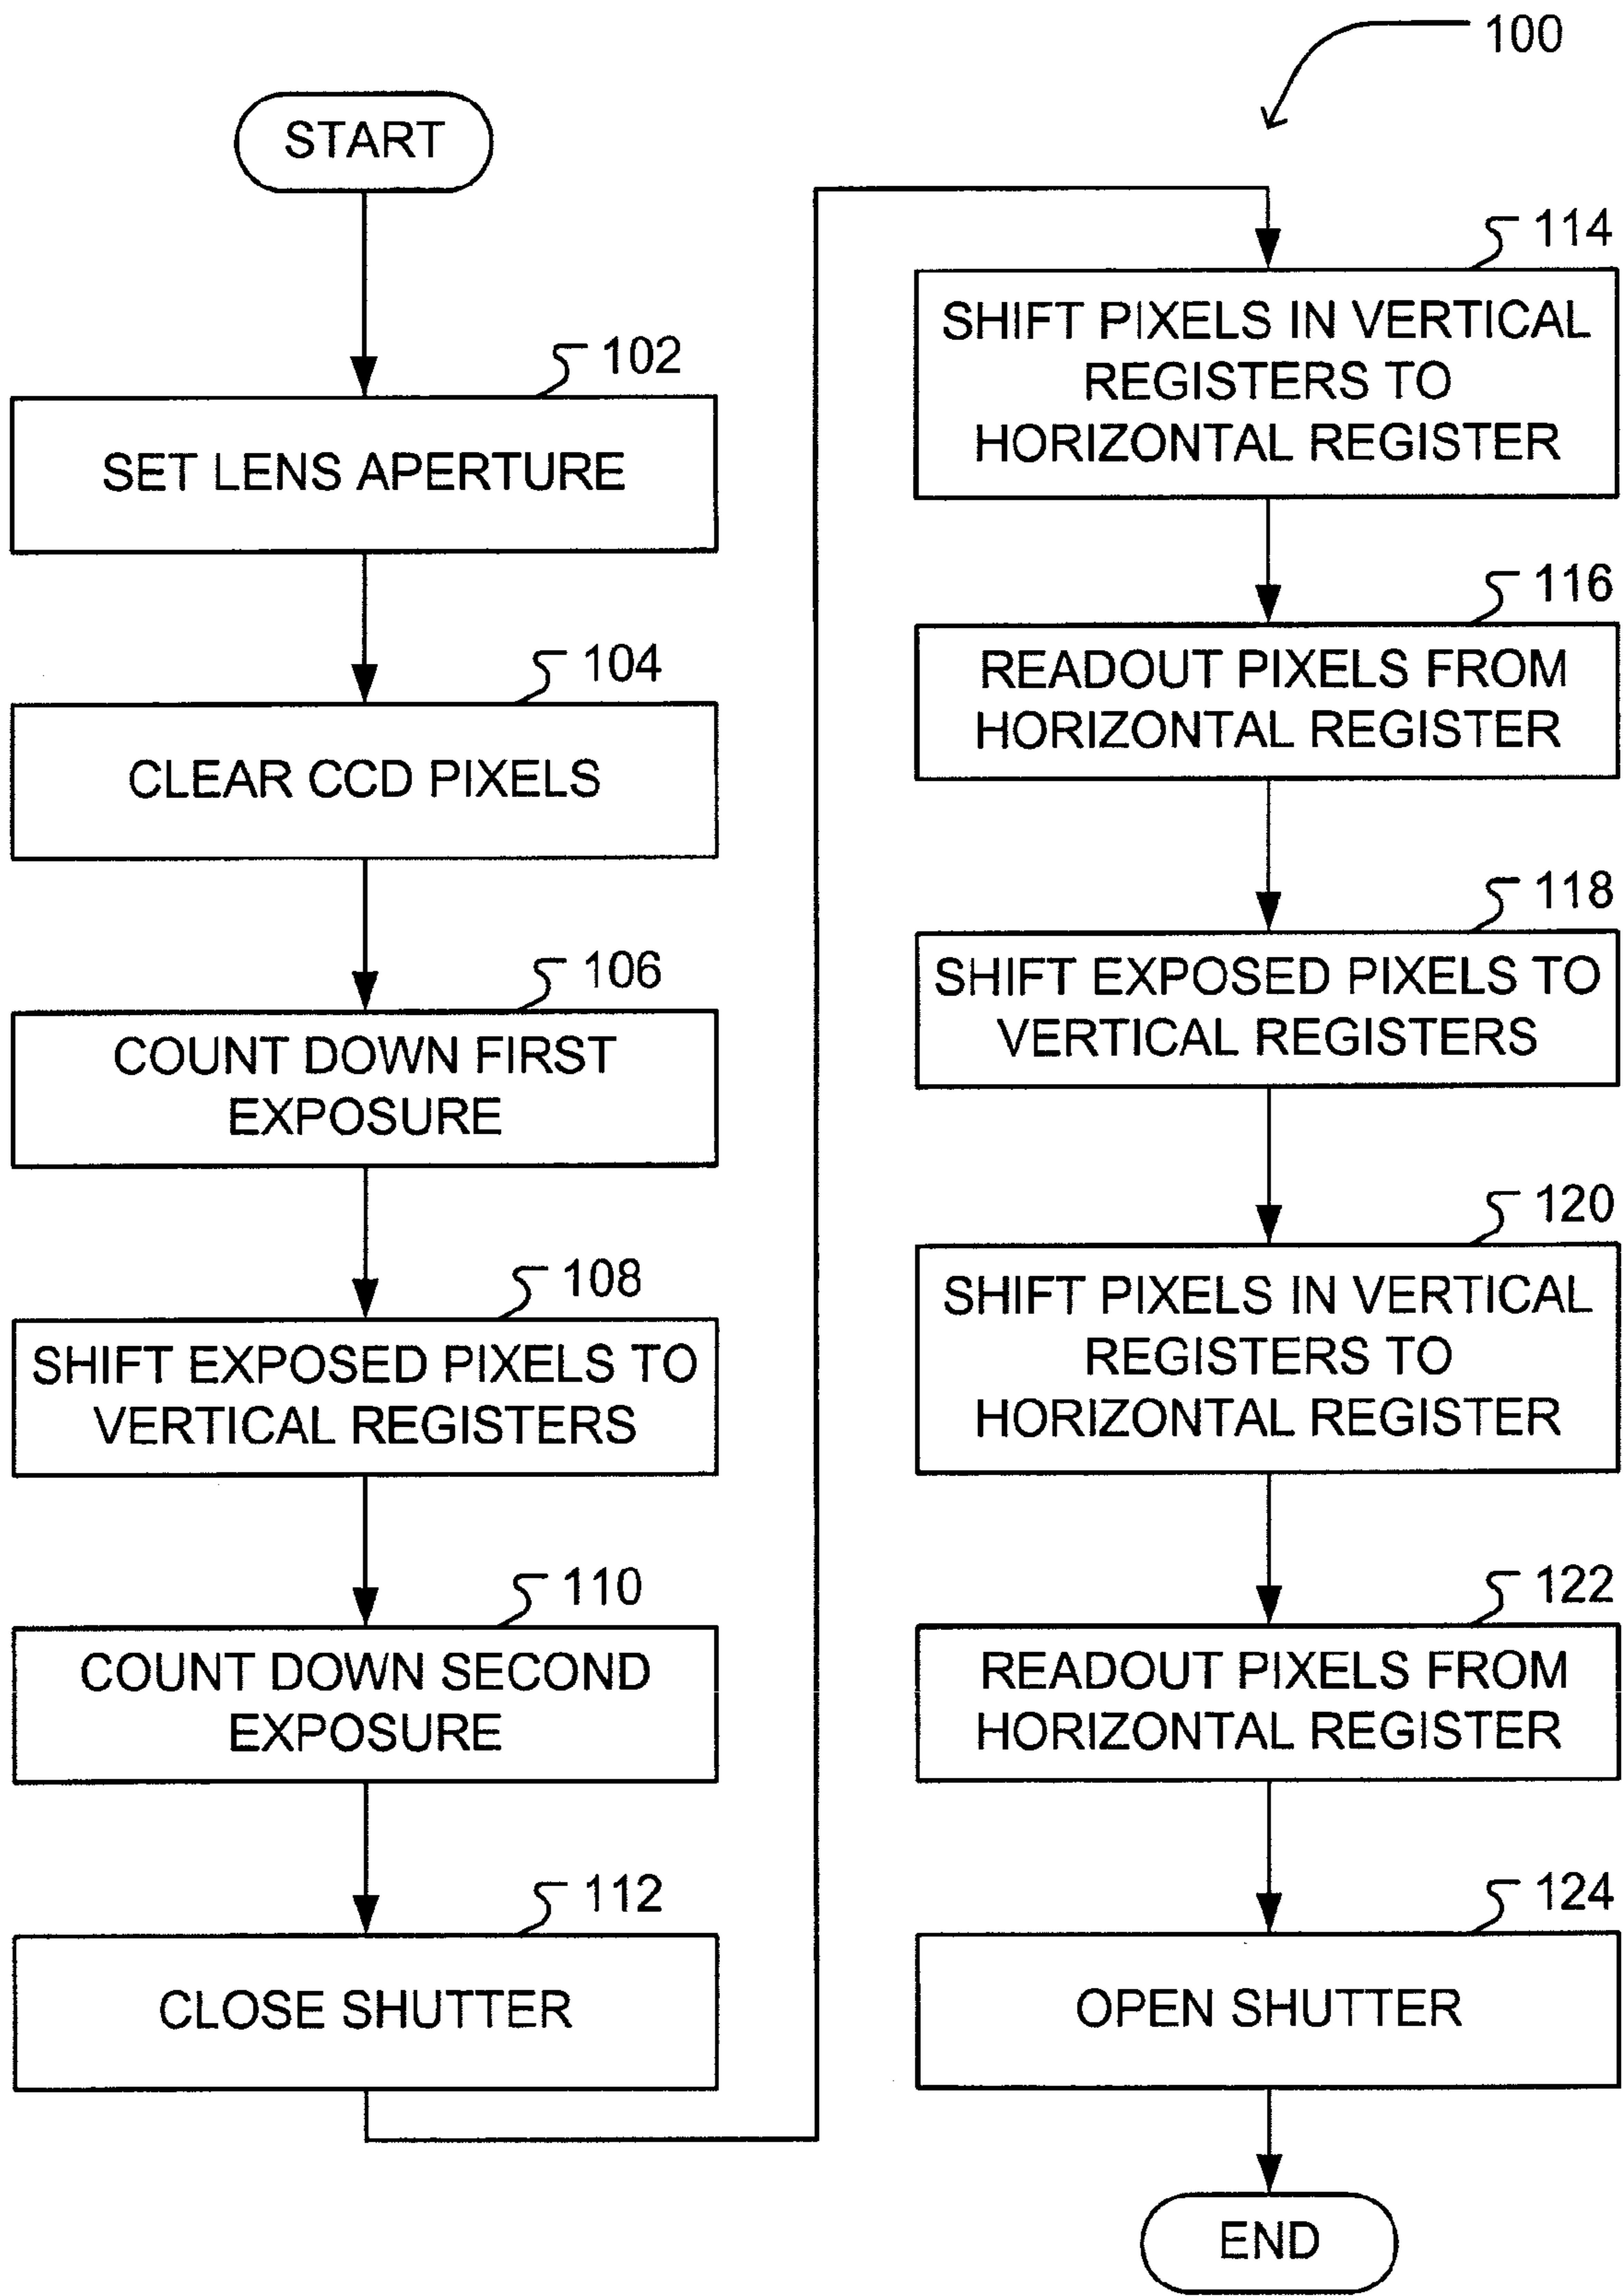 100
START
102
SET LENS APERTURE
104
CLEAR CCD PIXELS
106
COUNT DOWN FIRST
EXPOSURE
108
SHIFT EXPOSED PIXELS TO
VERTICAL REGISTERS
110
COUNT DOWN SECOND
EXPOSURE
112
CLOSE SHUTTER
114
SHIFT PIXELS IN VERTICAL
REGISTERS TO
HORIZONTAL REGISTER
116
READOUT PIXELS FROM
HORIZONTAL REGISTER
118
SHIFT EXPOSED PIXELS TO
VERTICAL REGISTERS
120
SHIFT PIXELS IN VERTICAL
REGISTERS TO
HORIZONTAL REGISTER
122
READOUT PIXELS FROM
HORIZONTAL REGISTER
124
OPEN SHUTTER
END